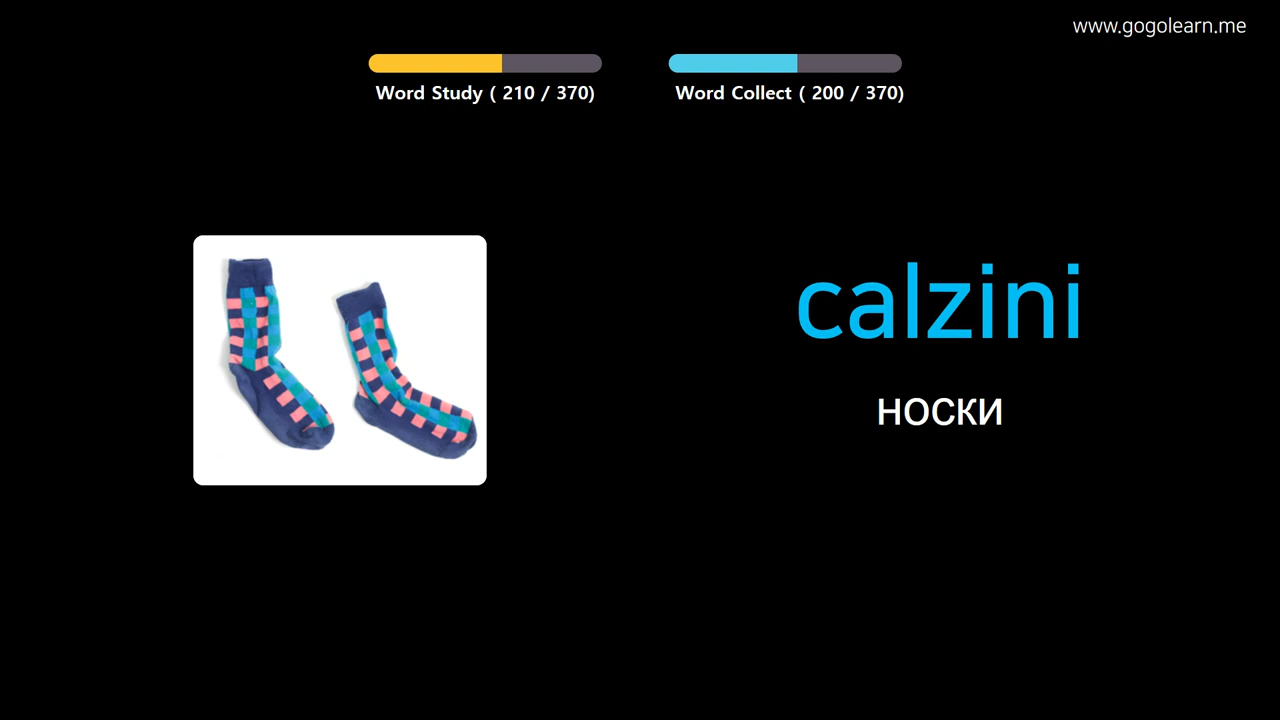 www.gogolearn.me
Word Study ( 210 / 370)
Word Collect ( 200 / 370)
calzini
носки